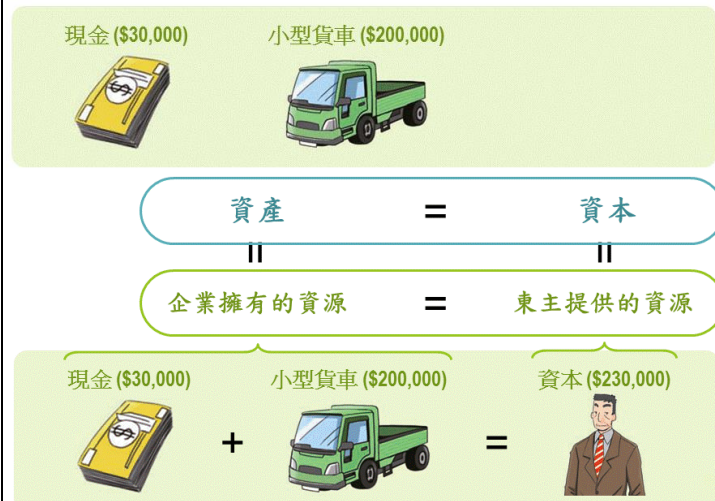 現金 ($30,000) 小型貨車 ($200,000)
資產 = 資本
= =
企業擁有的資源 = 東主提供的資源
現金 ($30,000) 小型貨車 ($200,000) 資本 ($230,000)
+ =